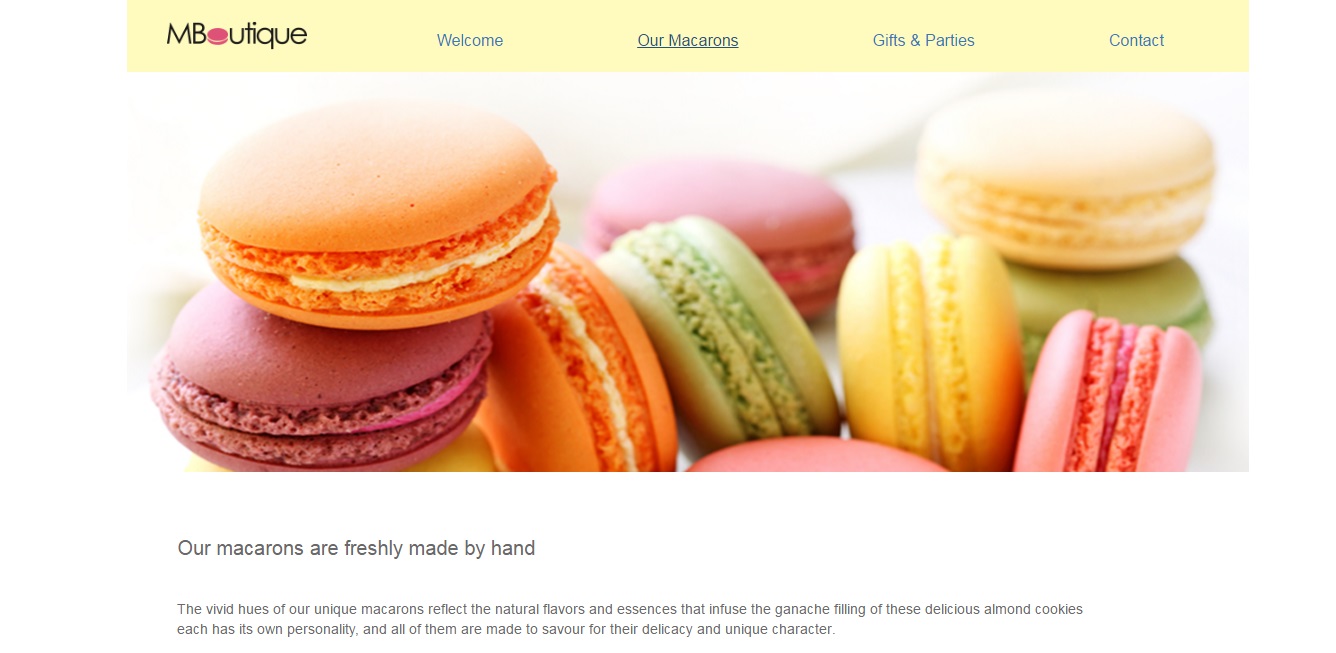 MBoutique
Welcome
Our Macarons
Gifts & Parties
Contact
Our macarons are freshly made by hand
The vivid hues of our unique macarons reflect the natural flavors and essences that infuse the ganache filling of these delicious almond cookies
each has its own personality, and all of them are made to savour for their delicacy and unique character.